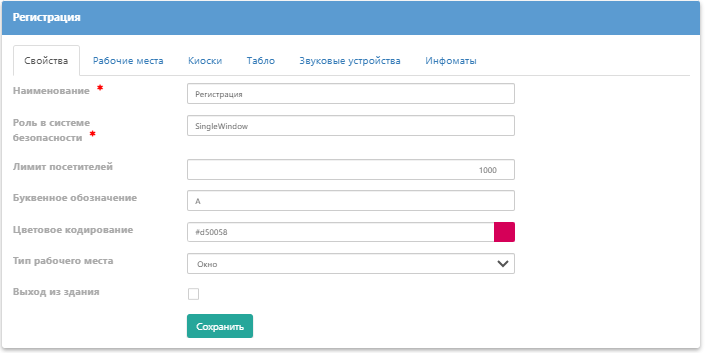 Регистрация
Свойства Рабочие места Киоски Табло Звуковые устройства Инфоматы
Наименование * Регистрация
Роль в системе
безопасности * SingleWindow
Лимит посетителей 1000
Буквенное обозначение A
Цветовое кодирование #d50058
Тип рабочего места Окно
Выход из здания
Сохранить